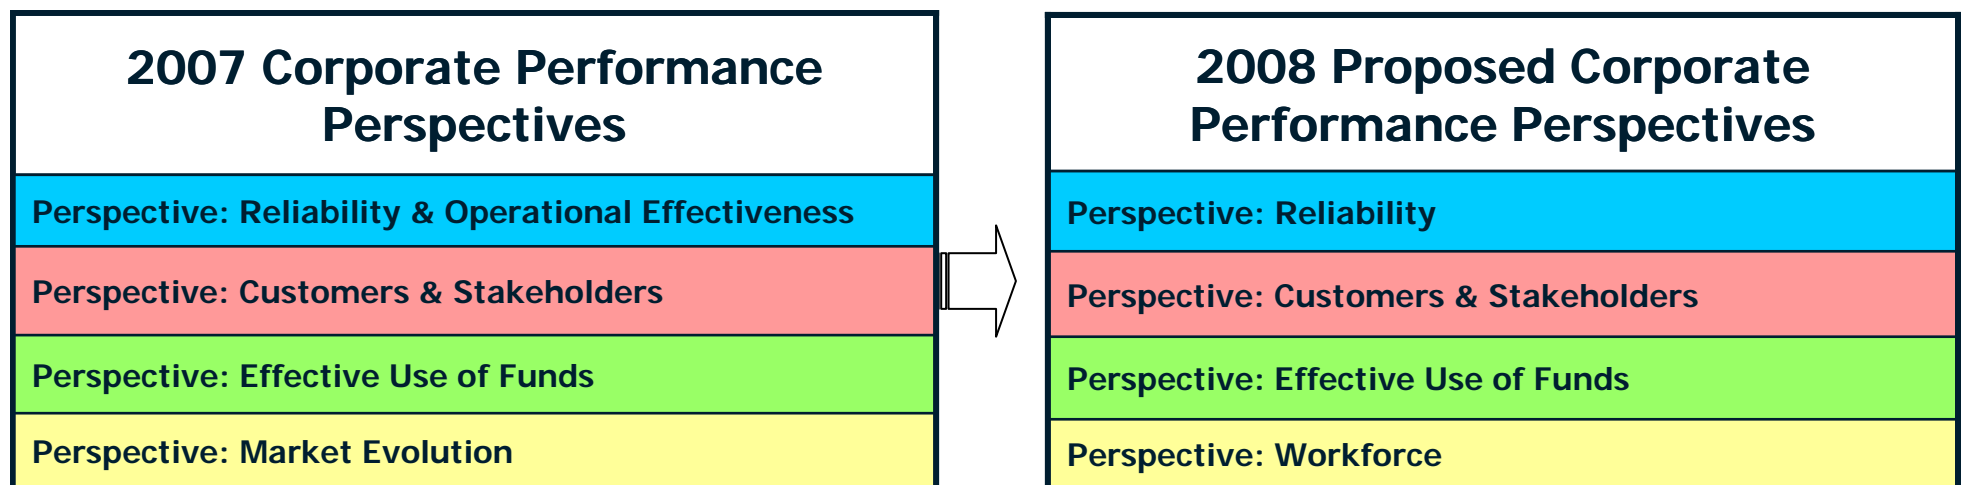 2007 Corporate Performance
Perspectives
Perspective: Reliability & Operational Effectiveness
Perspective: Customers & Stakeholders
Perspective: Effective Use of Funds
Perspective: Market Evolution
2008 Proposed Corporate
Performance Perspectives
Perspective: Reliability
Perspective: Customers & Stakeholders
Perspective: Effective Use of Funds
Perspective: Workforce